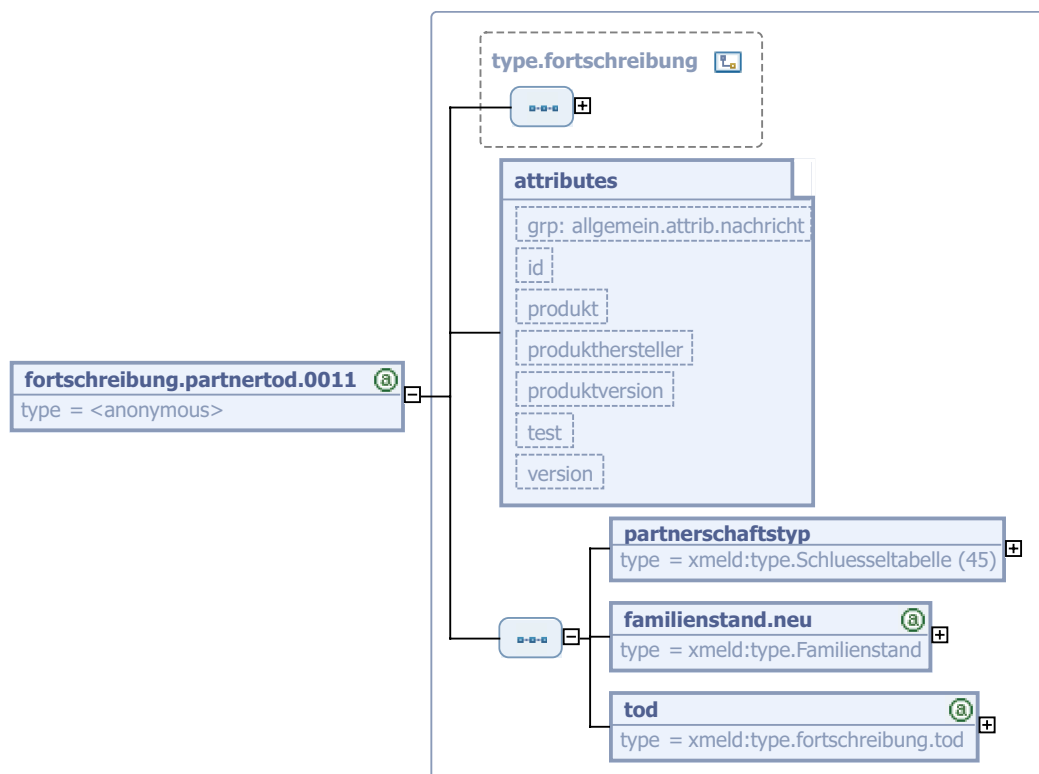 type.fortschreibung
attributes
grp: allgemein.attrib.nachricht
id
produkt
produkthersteller
produktversion
test
version
fortschreibung.partnertod.0011 a
type = <anonymous>
partnerschaftstyp
type = xmeld:type.Schluesseltabelle (45)
familienstand.neu a
type = xmeld:type.Familienstand
tod a
type = xmeld:type.fortschreibung.tod